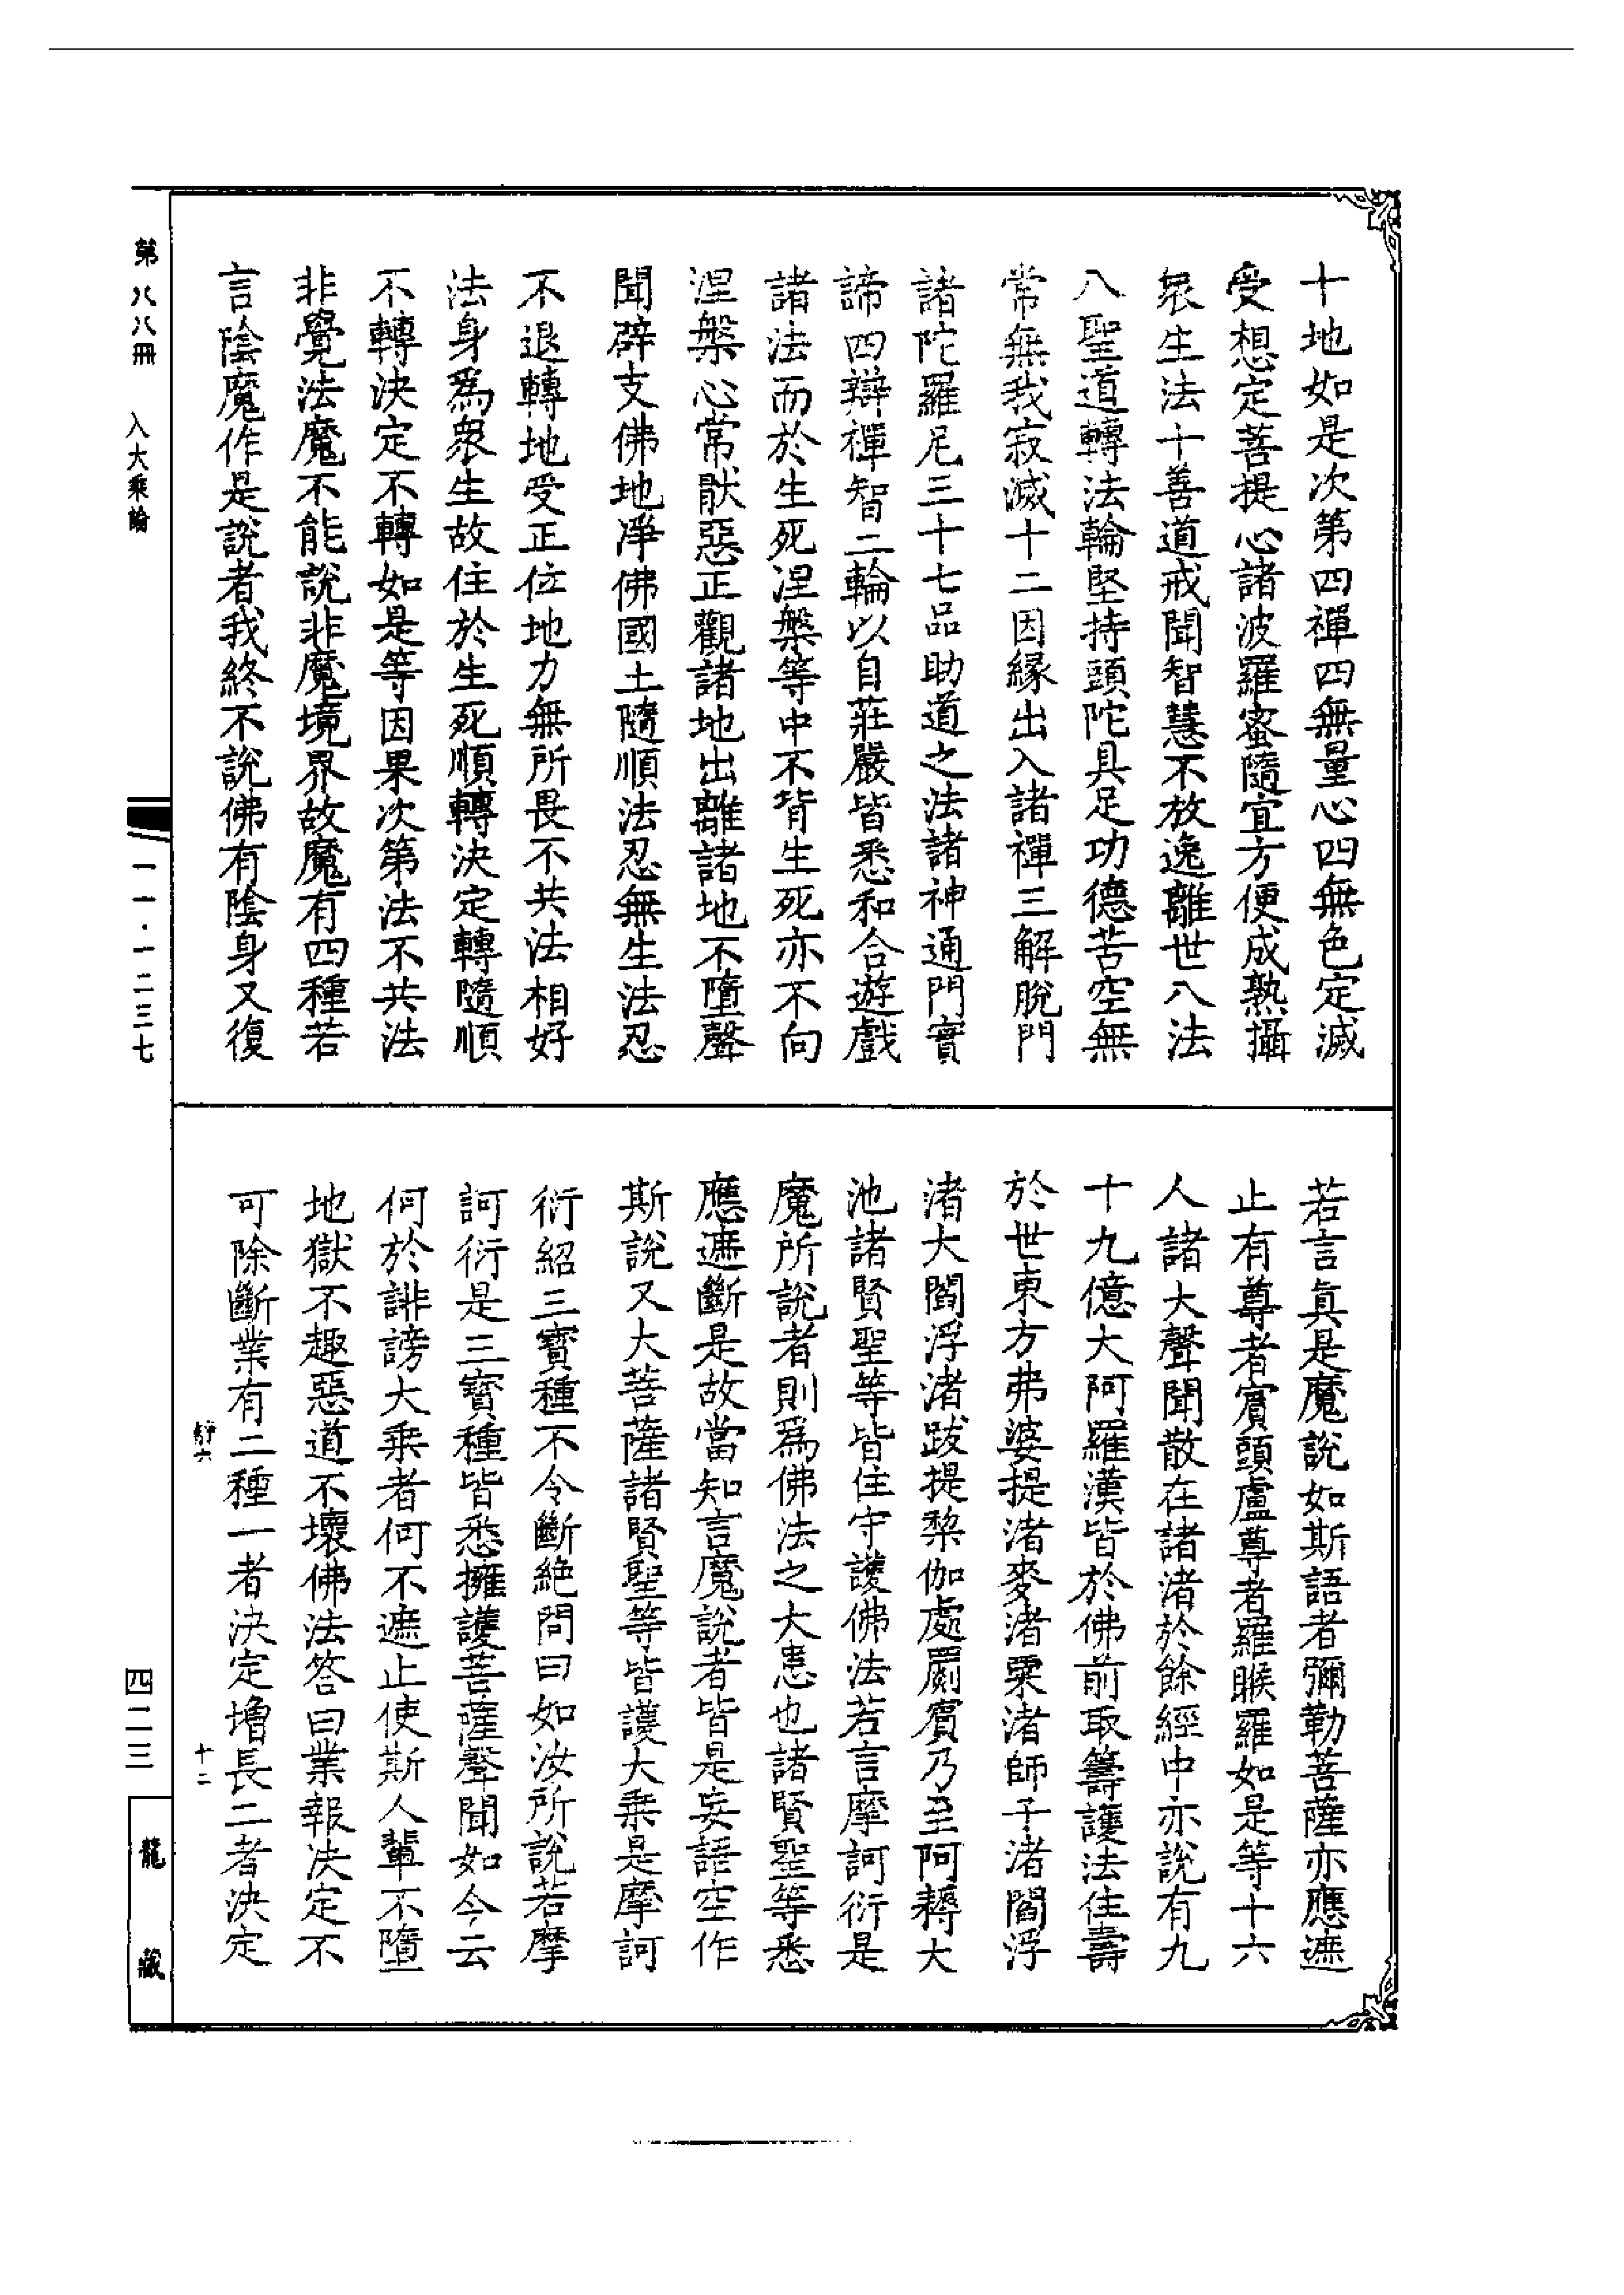 十地如是次第四禪四無量心四無色定滅
受想定菩提心諸波羅蜜隨宜方便成熟攝
衆生法十善道戒聞智慧不放逸離世八法
八聖道轉法輪堅持頭陀具足功德苦空無
常無我寂滅十二因緣出入諸禪三解脫門
諸陀羅尼三十七品助道之法諸神通門實
諦四辯禪智二輪以自莊嚴皆悉和合遊戲
諸法而於生死涅槃等中不背生死亦不向
涅槃心常猒惡正觀諸地出離諸地不墮聲
聞辟支佛地凈佛國土隨順法忍無生法忍
不退轉地受正位地力無所畏不共法相好
法身爲衆生故住於生死順轉決定轉隨順
不轉決定不轉如是等因果次第法不共法
非覺法魔不能說非魔境界故魔有四種若
言陰魔作是說者我終不說佛有陰身又復
若言眞是魔說如斯語者彌勒菩薩亦應遮
止有尊者賓頭盧尊者羅睺羅如是等十六
人諸大聲聞散在諸渚於餘經中亦說有九
十九億大阿羅漢皆於佛前取籌護法住壽
於世東方弗婆提渚麥渚粟渚師子渚閻浮
渚大閻浮渚跋提棃伽處罽賓乃至阿耨大
池諸賢聖等皆住守護佛法若言摩訶衍是
魔所說者則爲佛法之大患也諸賢聖等悉
應遮斷是故當知言魔說者皆是妄語空作
斯說又大菩薩諸賢聖等皆護大乗是摩訶
衍紹三寶種不令斷絶問曰如汝所說若摩
訶衍是三寶種皆悉擁護菩薩聲聞如今云
何於誹謗大乗者何不遮止使斯人輩不墮
地獄不趣惡道不壞佛法答曰業報決定不
可除斷業有二種一者決定增長二者決定
靜六
十二
第八八冊
入大乘論
一一·一二三七
四二三
龍藏